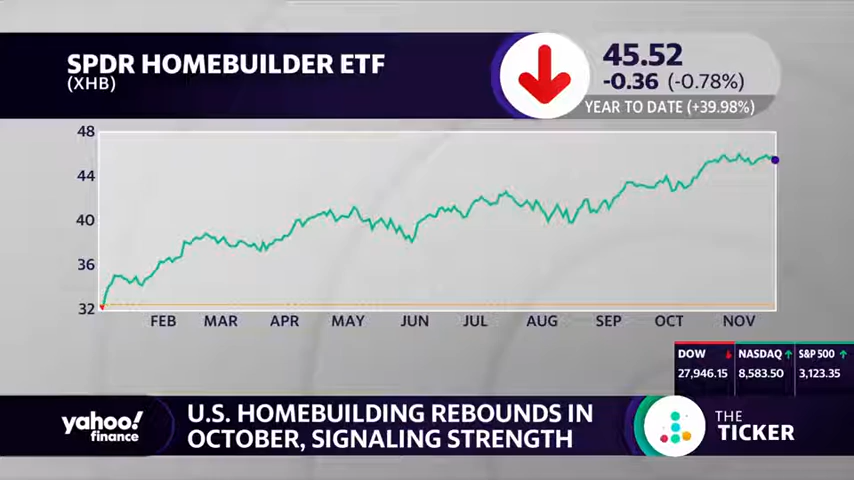 SPDR HOMEBUILDER ETF
(XHB)
45.52
-0.36 (-0.78%)
YEAR TO DATE (+39.98%)
48
44
40
36
32
FEB MAR APR MAY JUN JUL AUG SEP OCT NOV
DOW NASDAQ S&P 500
27,946.15 8,583.50 3,123.35
yahoo!
finance
U.S. HOMEBUILDING REBOUNDS IN
OCTOBER, SIGNALING STRENGTH
THE
TICKER